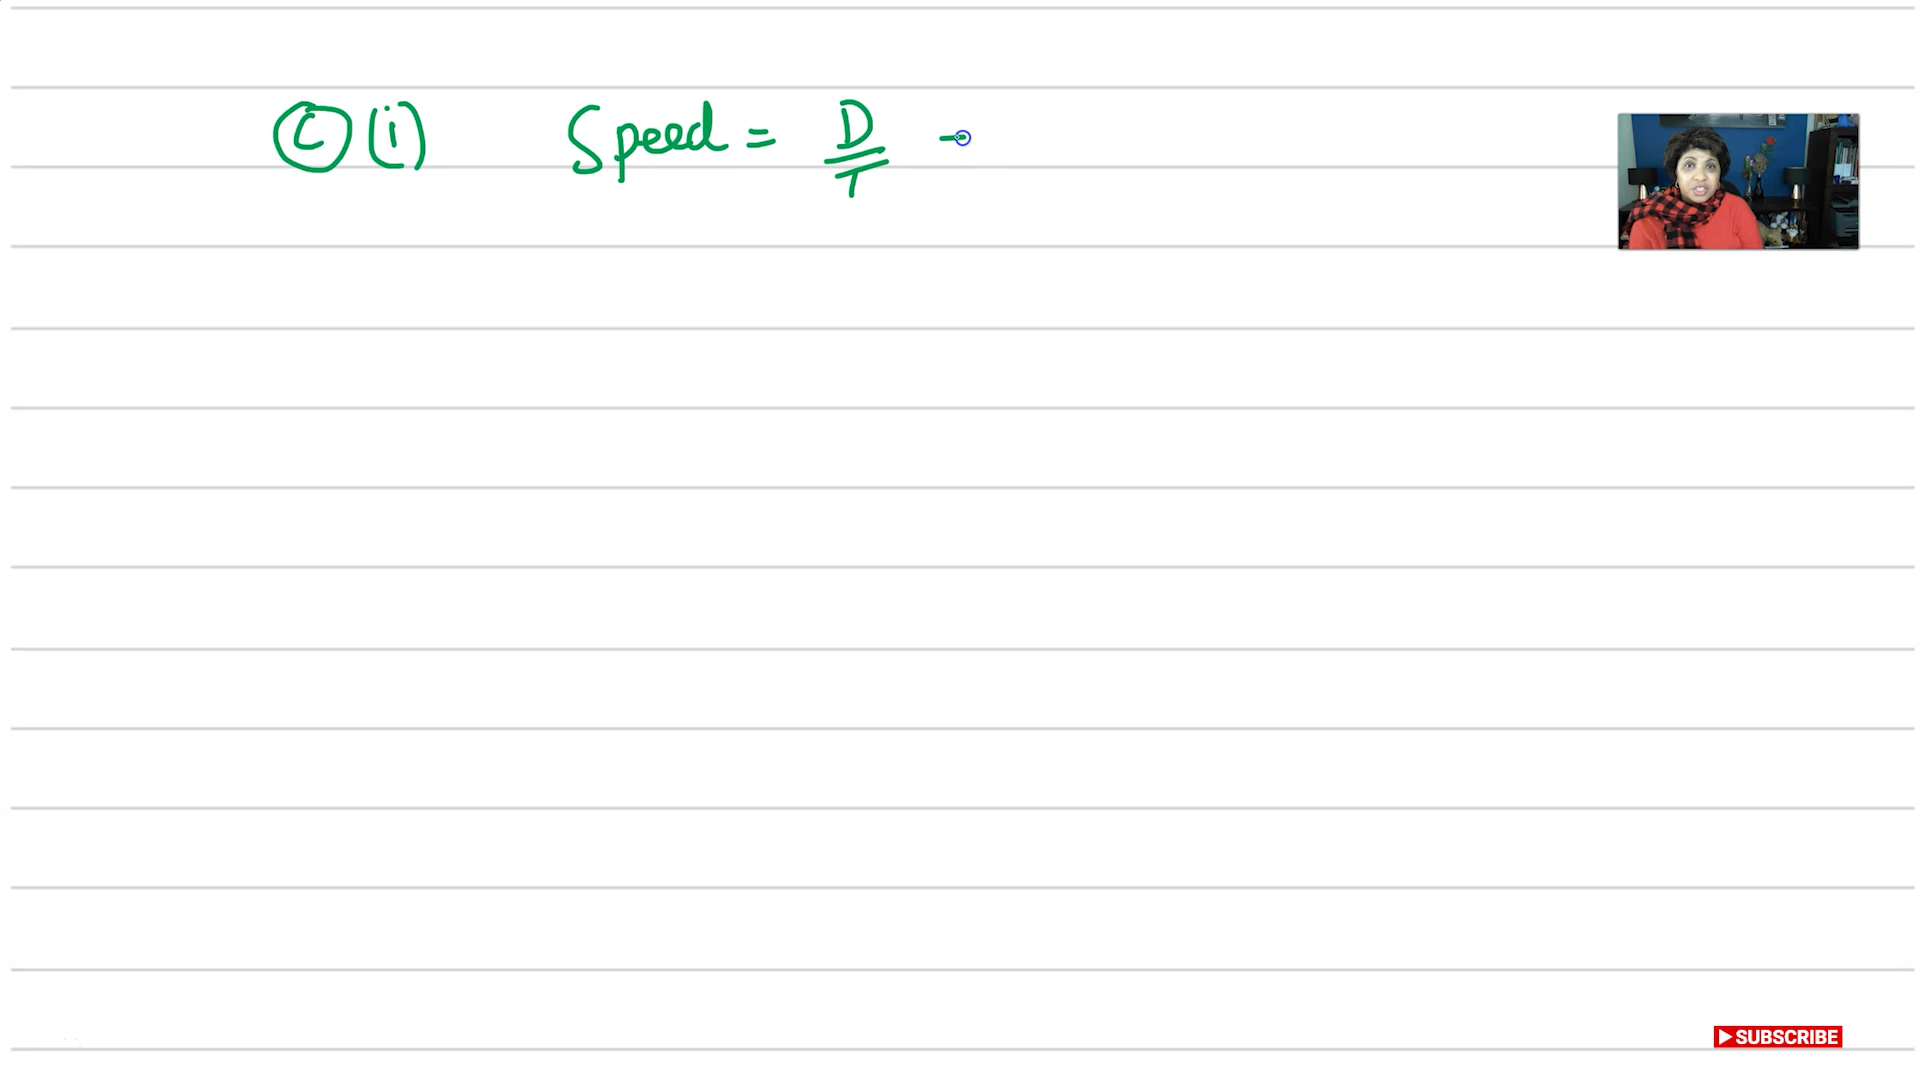 C (i) Speed = D/T -
SUBSCRIBE